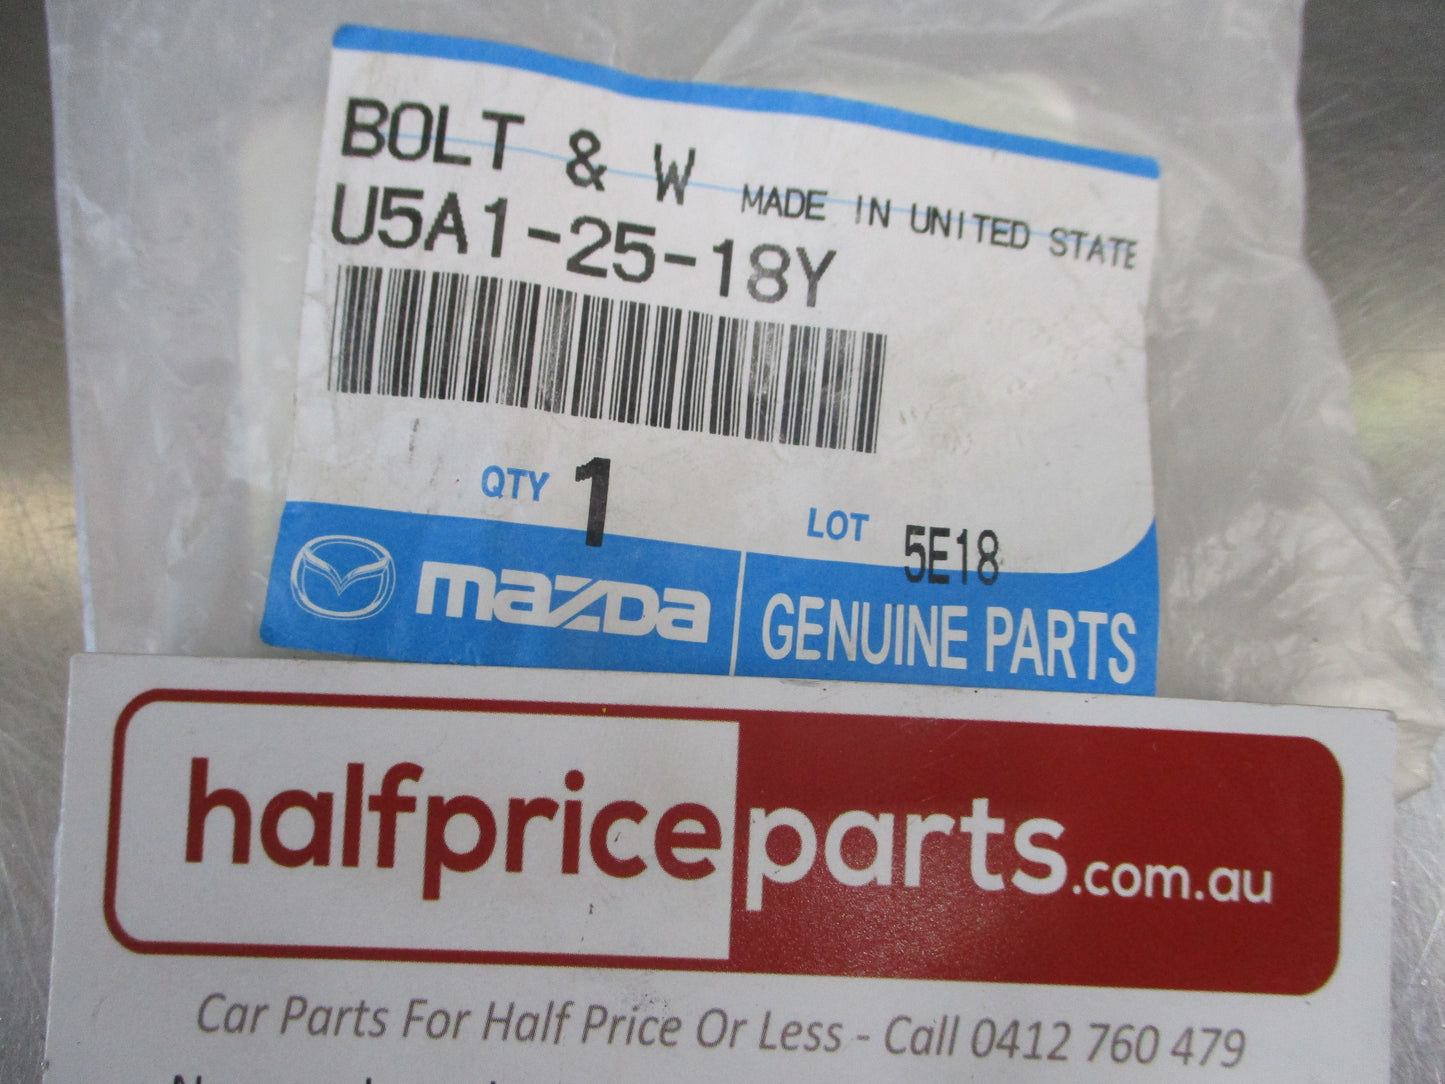 BOLT & W
MADE IN UNITED STATE
U5A1-25-18Y
QTY 1
LOT 5E18
mazda
GENUINE PARTS
halfpriceparts.com.au
Car Parts For Half Price Or Less - Call 0412 760 479